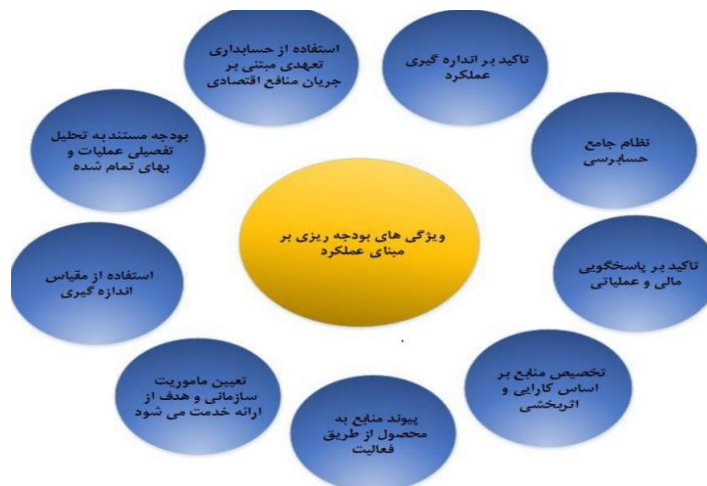 ویژگی های بودجه ریزی بر
مبنای عملکرد
تاکید بر اندازه گیری
عملکرد
نظام جامع
حسابرسی
تاکید بر پاسخگویی
مالی و عملیاتی
تخصیص منابع بر
اساس کارایی و
اثربخشی
پیوند منابع به
محصول از طریق
فعالیت
تعیین ماموریت
سازمانی و هدف از
ارائه خدمت می شود
استفاده از مقیاس
اندازه گیری
بودجه مستند به تحلیل
تفصیلی عملیات و
بهای تمام شده
استفاده از حسابداری
تعهدی مبتنی بر
جریان منافع اقتصادی